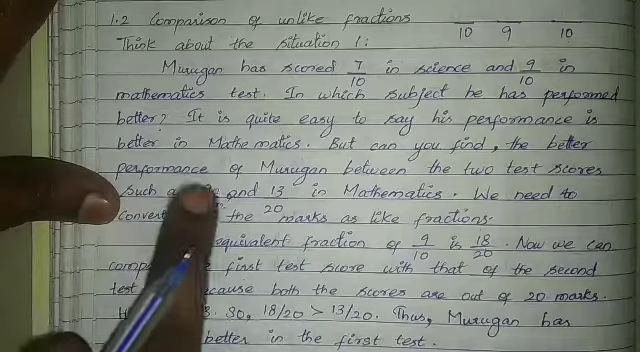 1.2 Comparison of unlike fractions
10 9 10
Think about the situation 1:
Murugan has scored 7/10 in science and 9/10 in
mathematics test. In which subject he has performed
better? It is quite easy to say his performance is
better in Mathematics. But can you find, the better
performance of Murugan between the two test scores
such and 13/20 in Mathematics. We need to
convert the marks as like fractions.
equivalent fraction of 9/10 is 18/20. Now we can
first test score with that of the second
test both the scores are out of 20 marks.
30, 18/20 > 13/20. Thus, Murugan has
better in the first test.